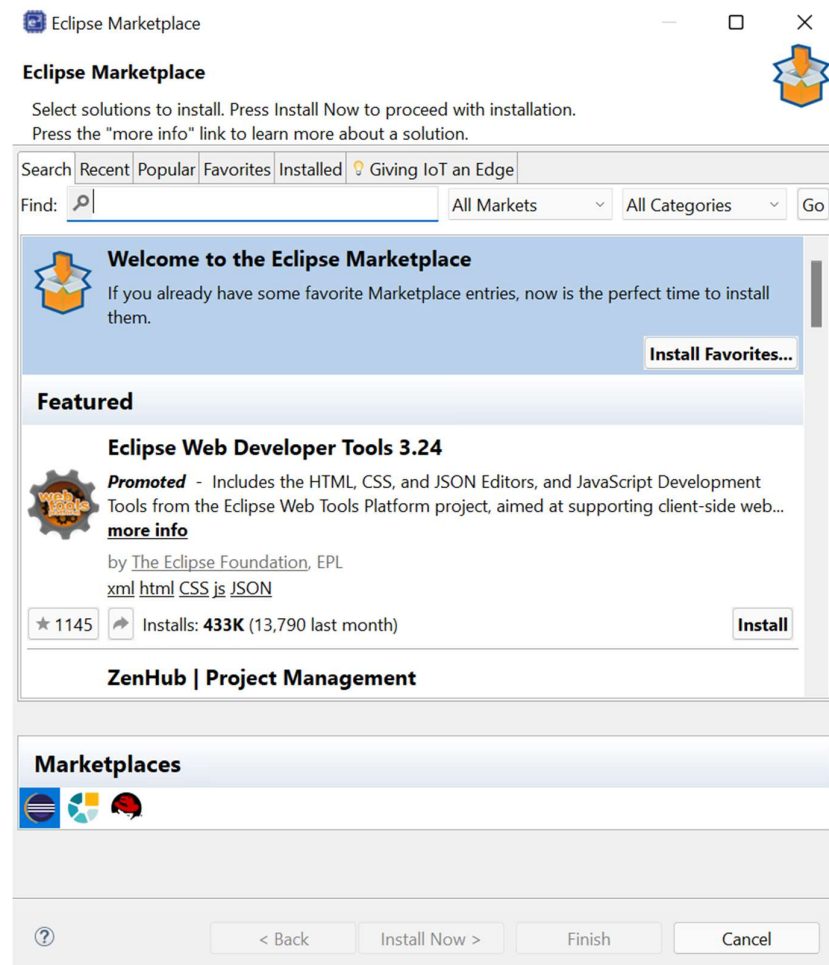 Eclipse Marketplace
Eclipse Marketplace
Select solutions to install. Press Install Now to proceed with installation.
Press the "more info" link to learn more about a solution.
Search Recent Popular Favorites Installed Giving IoT an Edge
Find: All Markets All Categories Go
Welcome to the Eclipse Marketplace
If you already have some favorite Marketplace entries, now is the perfect time to install
them.
Install Favorites...
Featured
Eclipse Web Developer Tools 3.24
Promoted - Includes the HTML, CSS, and JSON Editors, and JavaScript Development
Tools from the Eclipse Web Tools Platform project, aimed at supporting client-side web...
more info
web
tools
by The Eclipse Foundation, EPL
xml html CSS js JSON
1145 Installs: 433K (13,790 last month) Install
ZenHub | Project Management
Marketplaces
? < Back Install Now > Finish Cancel